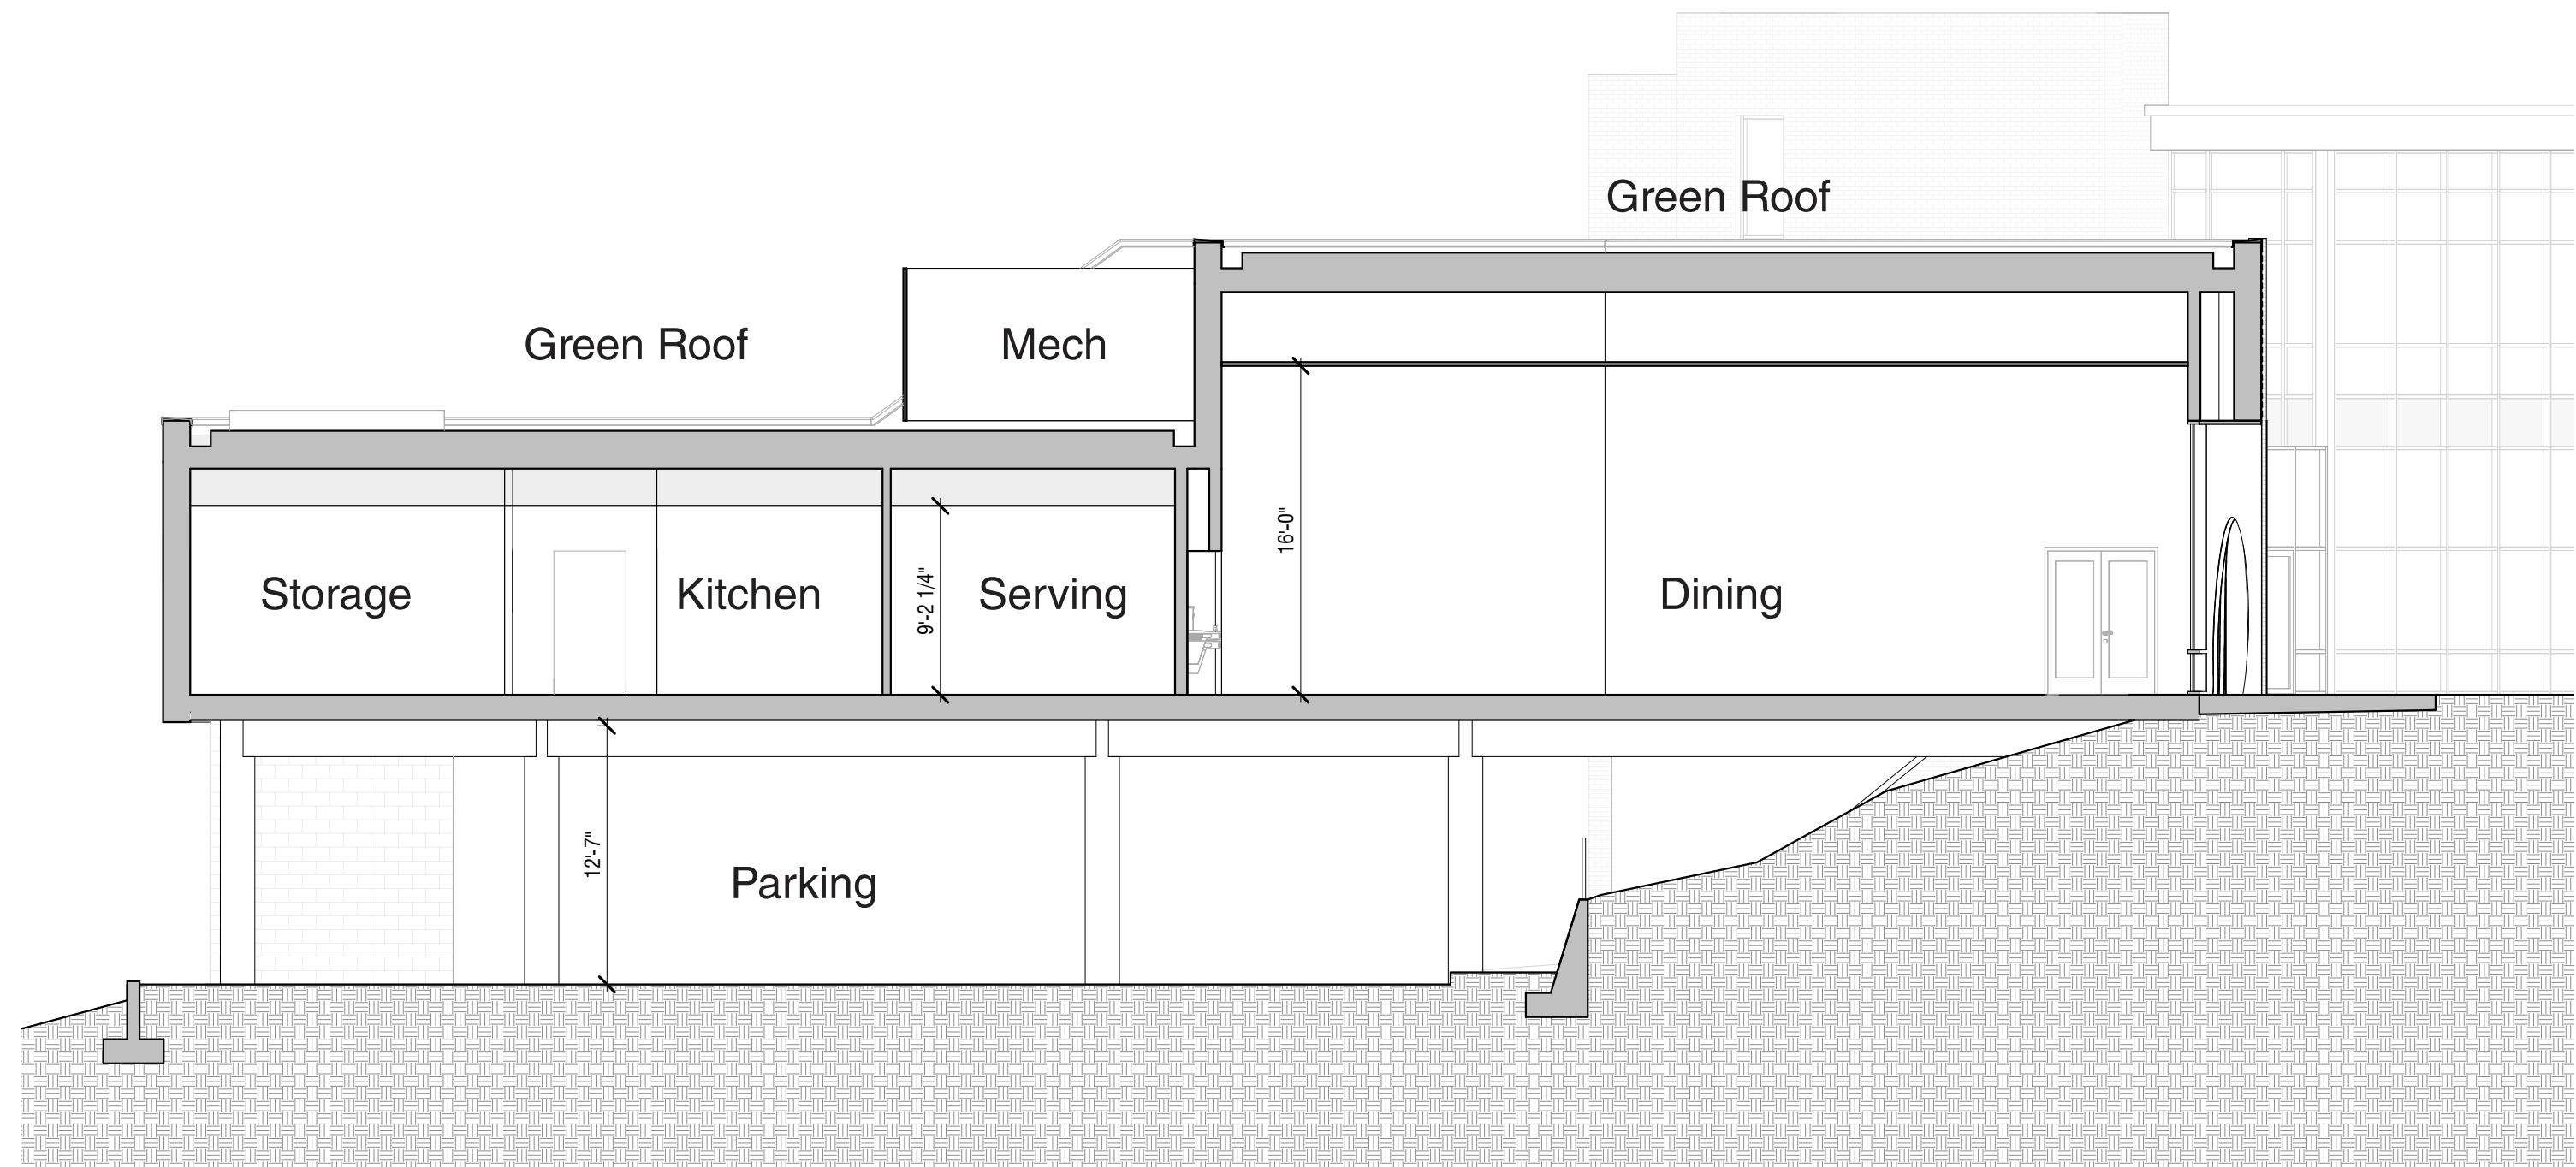 Green Roof
Green Roof
Mech
16'-0"
Storage
Kitchen
9'-2 1/4"
Serving
Dining
12'-7"
Parking